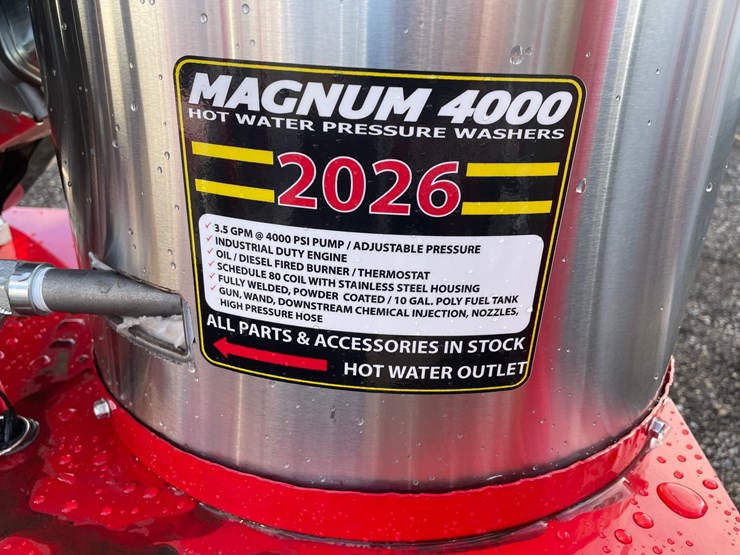 MAGNUM 4000
HOT WATER PRESSURE WASHERS
2026
✓ 3.5 GPM @ 4000 PSI PUMP / ADJUSTABLE PRESSURE
✓ INDUSTRIAL DUTY ENGINE
✓ OIL / DIESEL FIRED BURNER / THERMOSTAT
✓ SCHEDULE 80 COIL WITH STAINLESS STEEL HOUSING
✓ FULLY WELDED, POWDER COATED / 10 GAL. POLY FUEL TANK
✓ GUN, WAND, DOWNSTREAM CHEMICAL INJECTION, NOZZLES,
HIGH PRESSURE HOSE
ALL PARTS & ACCESSORIES IN STOCK
HOT WATER OUTLET